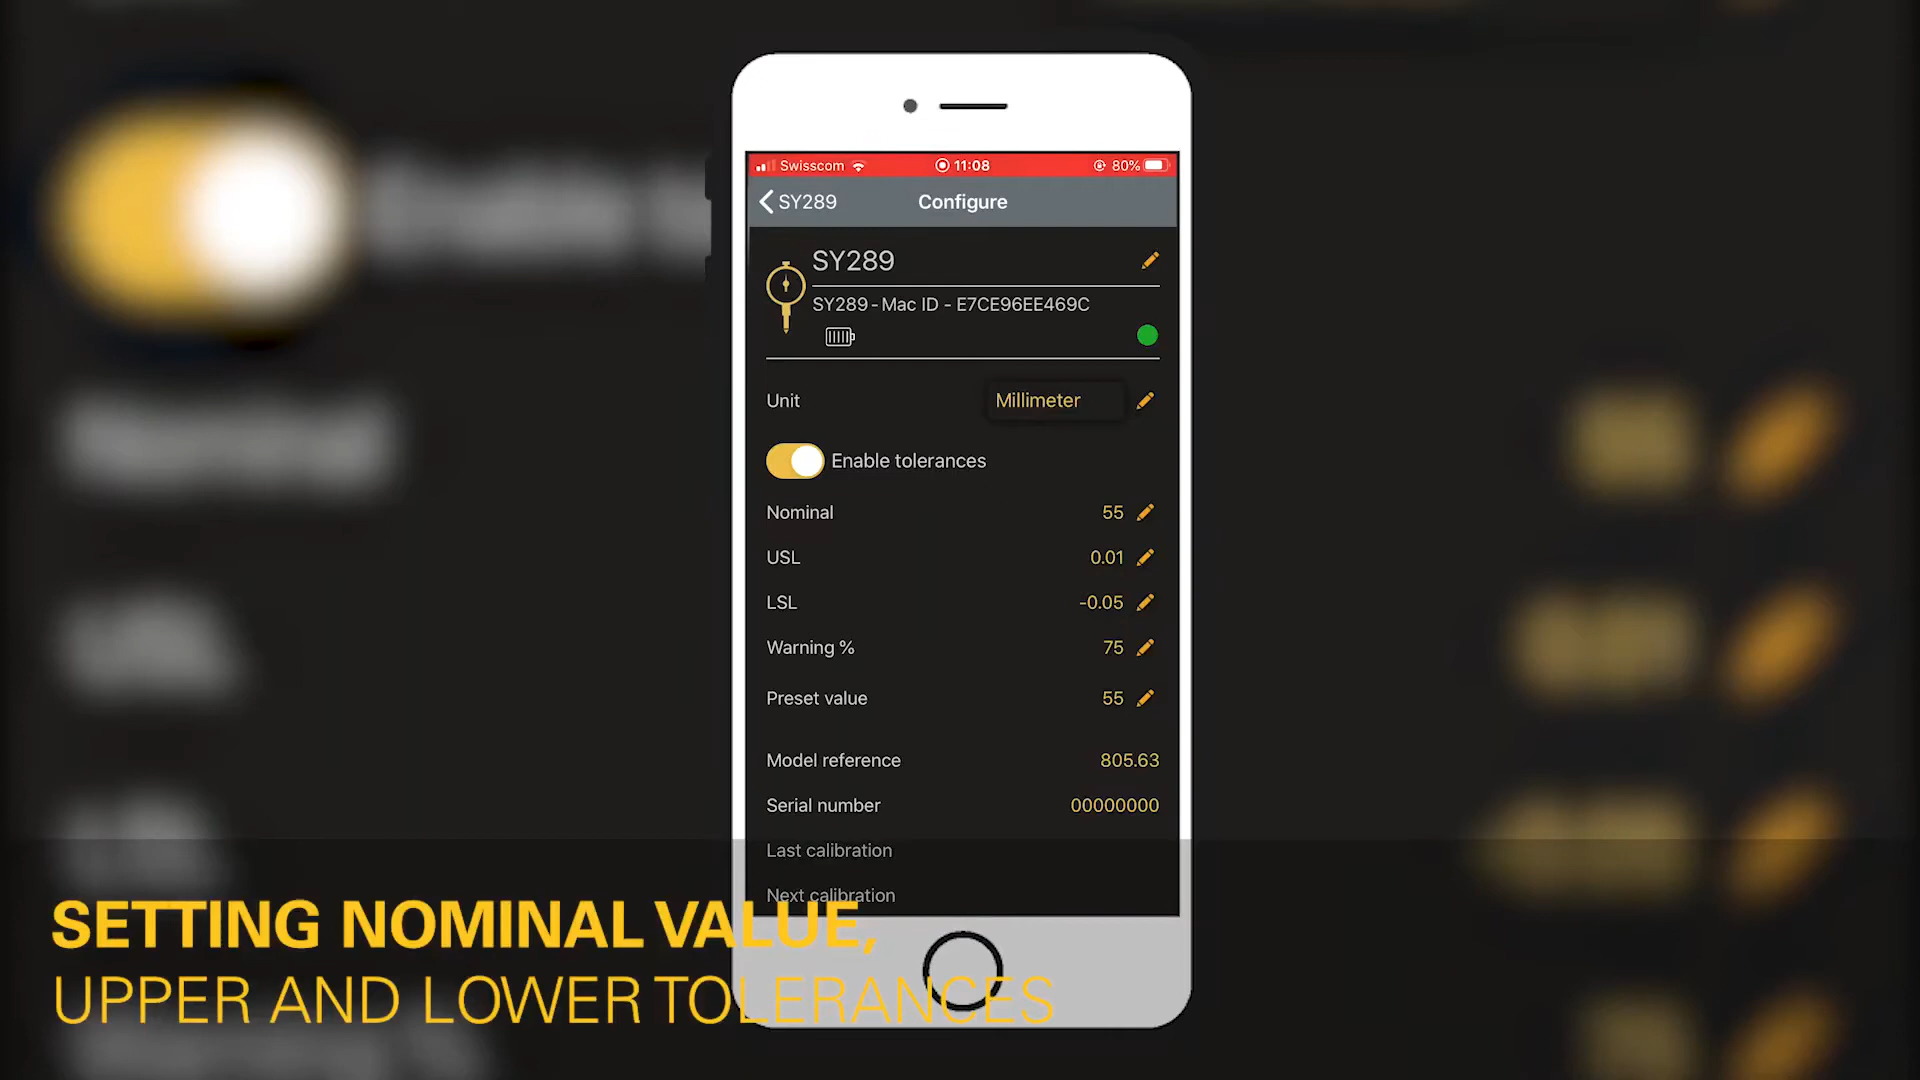 Swisscom 11:08 80%
SY289 Configure
SY289
SY289 - Mac ID - E7CE96EE469C
Unit Millimeter
Enable tolerances
Nominal 55
USL 0.01
LSL -0.05
Warning % 75
Preset value 55
Model reference 805.63
Serial number 00000000
Last calibration
Next calibration
SETTING NOMINAL VALUE,
UPPER AND LOWER TOLERANCES